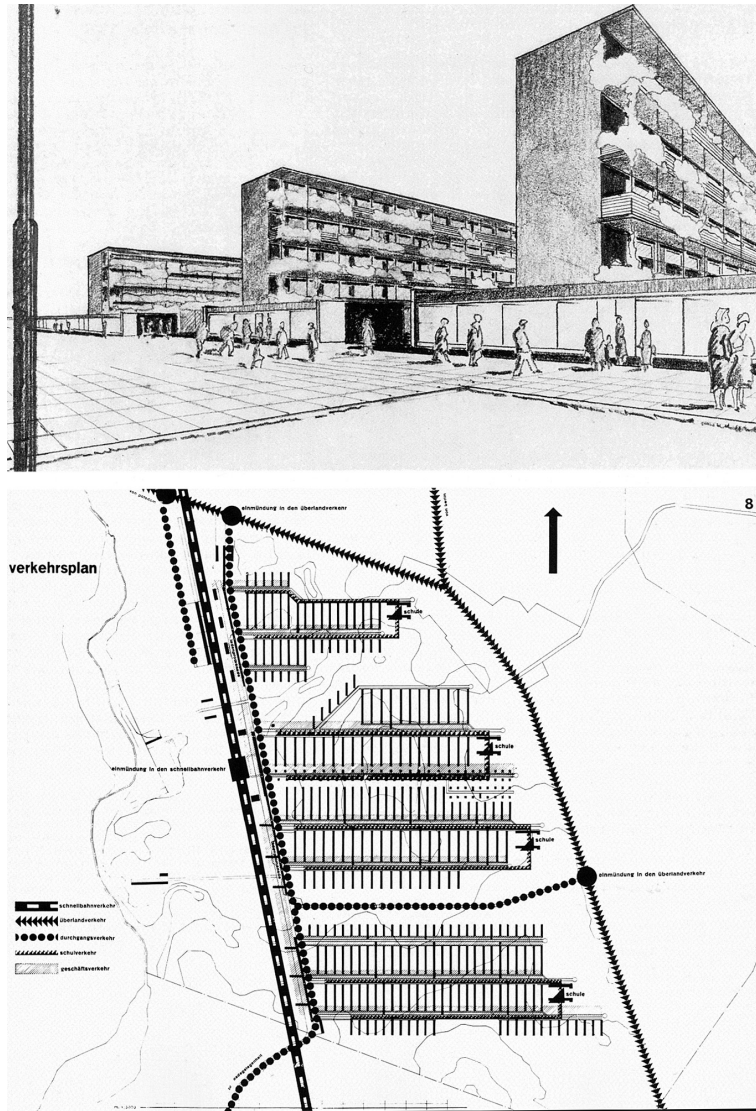 8
einmündung in den überlandverkehr
verkehrsplan
schule
schule
einmündung in den schnellbahnverkehr
schule
einmündung in den überlandverkehr
schnellbahnverkehr
überlandverkehr
durchgangsverkehr
schulverkehr
geschäftsverkehr
schule